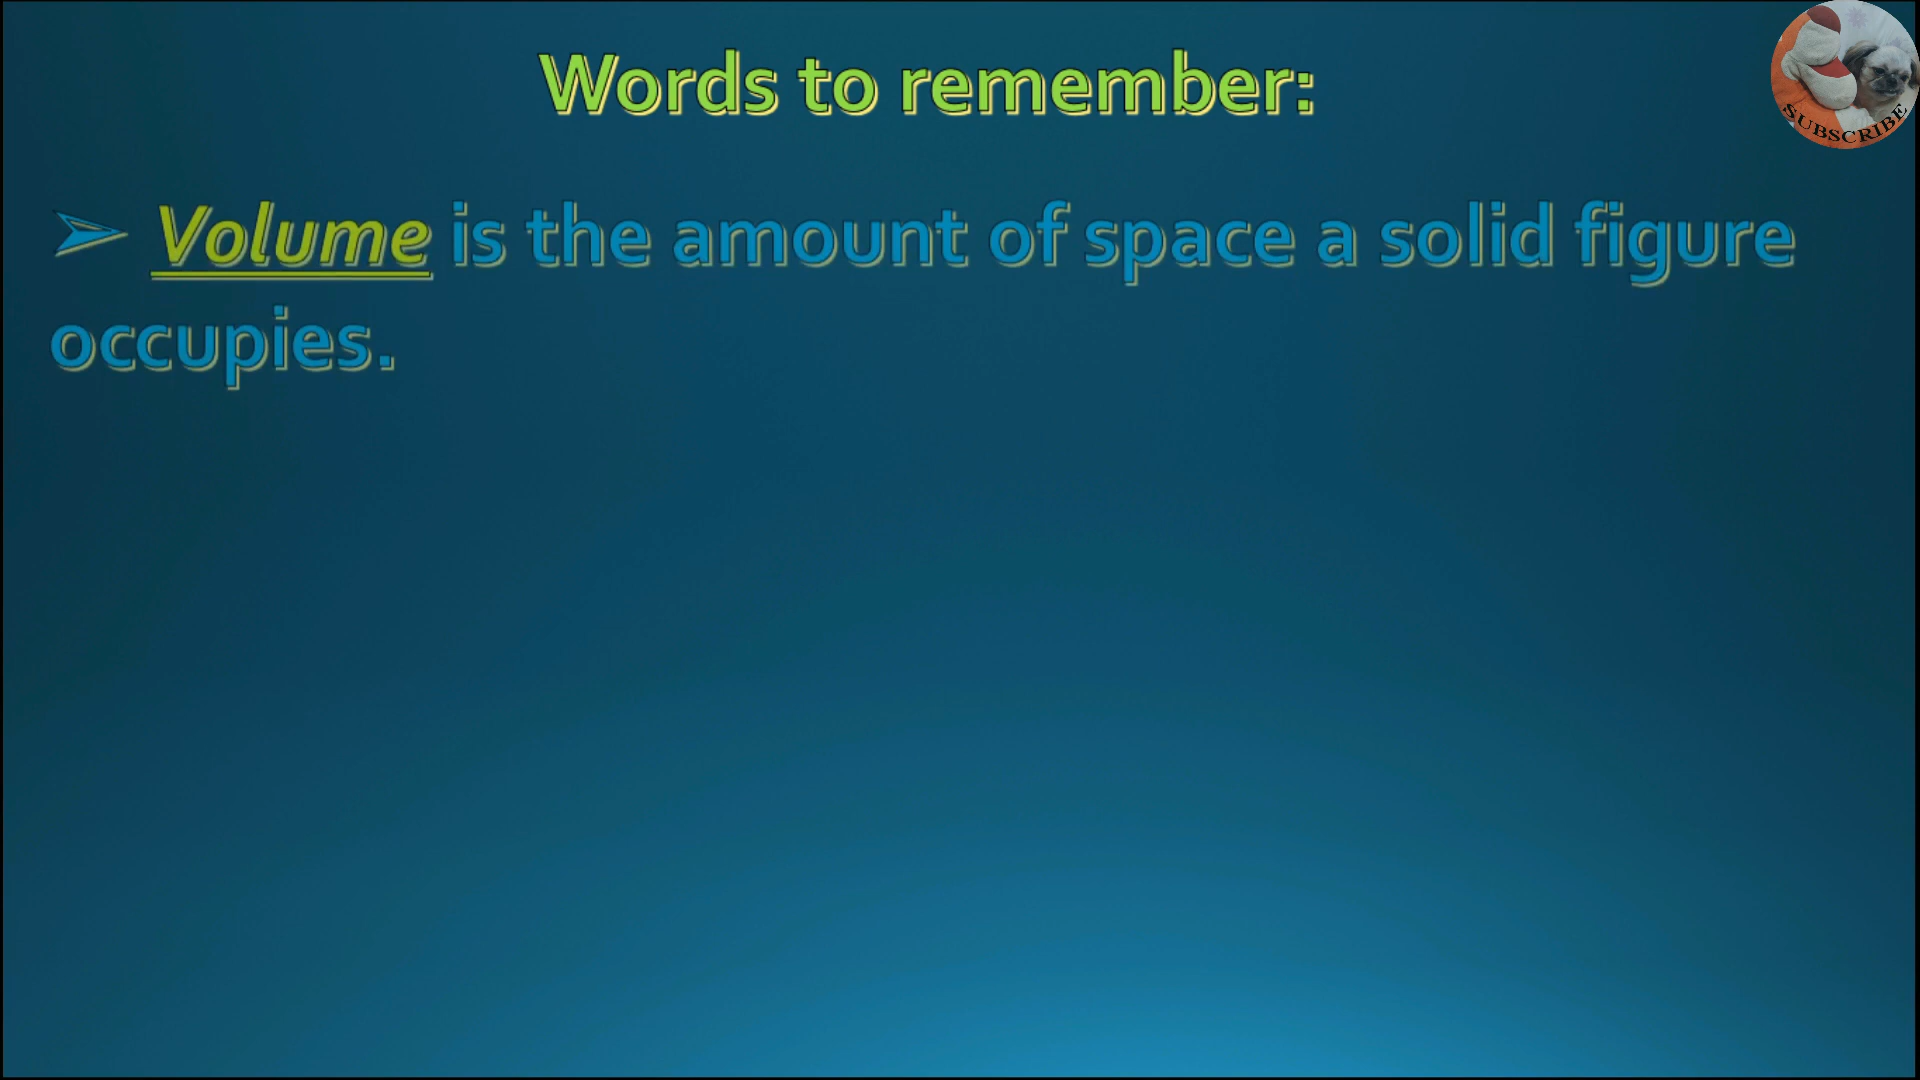 Words to remember:
➢ Volume is the amount of space a solid figure
occupies.
SUBSCRIBE